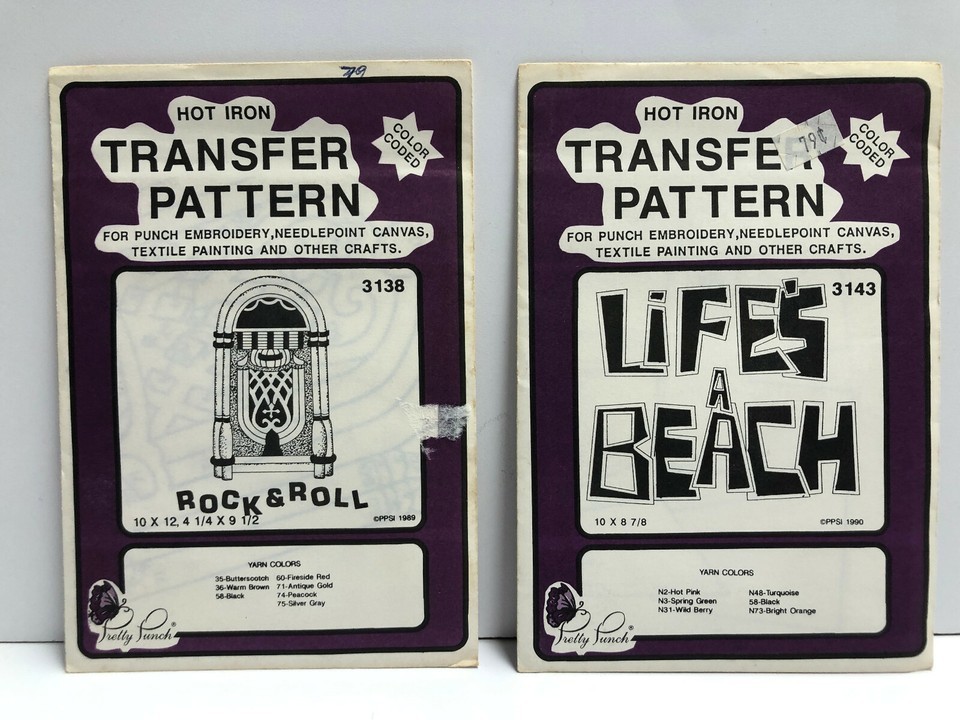 79
HOT IRON
TRANSFER
PATTERN
COLOR
CODED
FOR PUNCH EMBROIDERY,NEEDLEPOINT CANVAS,
TEXTILE PAINTING AND OTHER CRAFTS.
3138
ROCK & ROLL
10 X 12, 4 1/4 X 9 1/2
©PPSI 1989
YARN COLORS
35-Butterscotch 60-Fireside Red
36-Warm Brown 71-Antique Gold
58-Black 74-Peacock
75-Silver Gray
Pretty Punch®
HOT IRON
TRANSFER
79¢
PATTERN
COLOR
CODED
FOR PUNCH EMBROIDERY,NEEDLEPOINT CANVAS,
TEXTILE PAINTING AND OTHER CRAFTS.
3143
LiFE'S
A
BEACH
10 X 8 7/8
©PPSI 1990
YARN COLORS
N2-Hot Pink N48-Turquoise
N3-Spring Green 58-Black
N31-Wild Berry N73-Bright Orange
Pretty Punch®